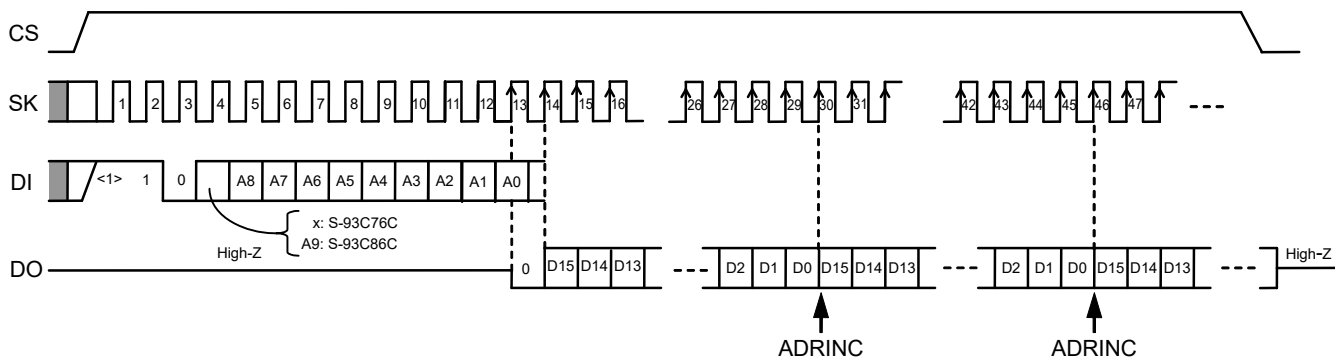 CS
SK 1 2 3 4 5 6 7 8 9 10 11 12 13 14 15 16 26 27 28 29 30 31 42 43 44 45 46 47
DI <1> 1 0 A8 A7 A6 A5 A4 A3 A2 A1 A0
x: S-93C76C
A9: S-93C86C
High-Z
DO 0 D15 D14 D13 D2 D1 D0 D15 D14 D13 D2 D1 D0 D15 D14 D13 High-Z
ADRINC ADRINC